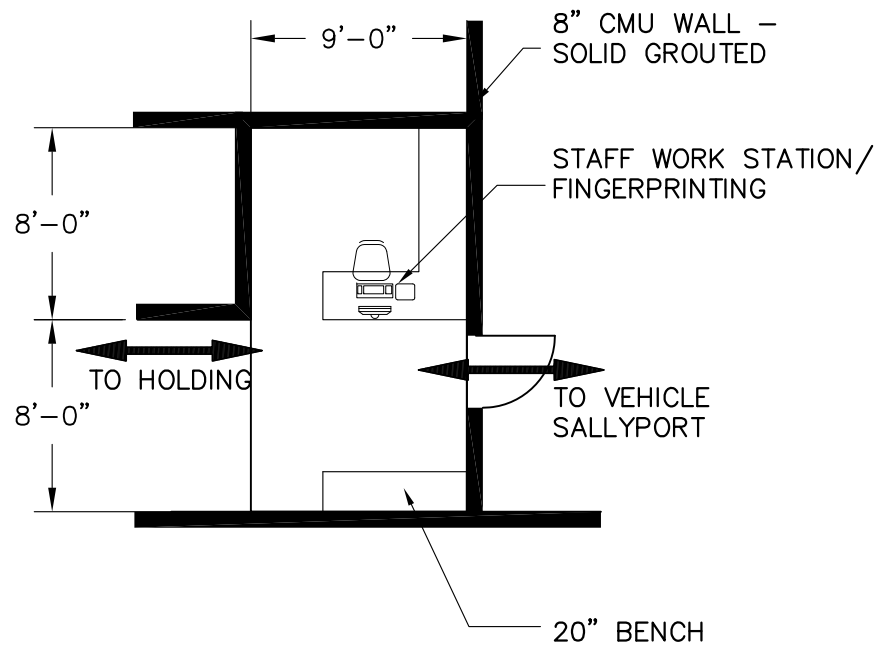 9'-0"
8" CMU WALL –
SOLID GROUTED
STAFF WORK STATION/
FINGERPRINTING
8'-0"
TO HOLDING
8'-0"
TO VEHICLE
SALLYPORT
20" BENCH